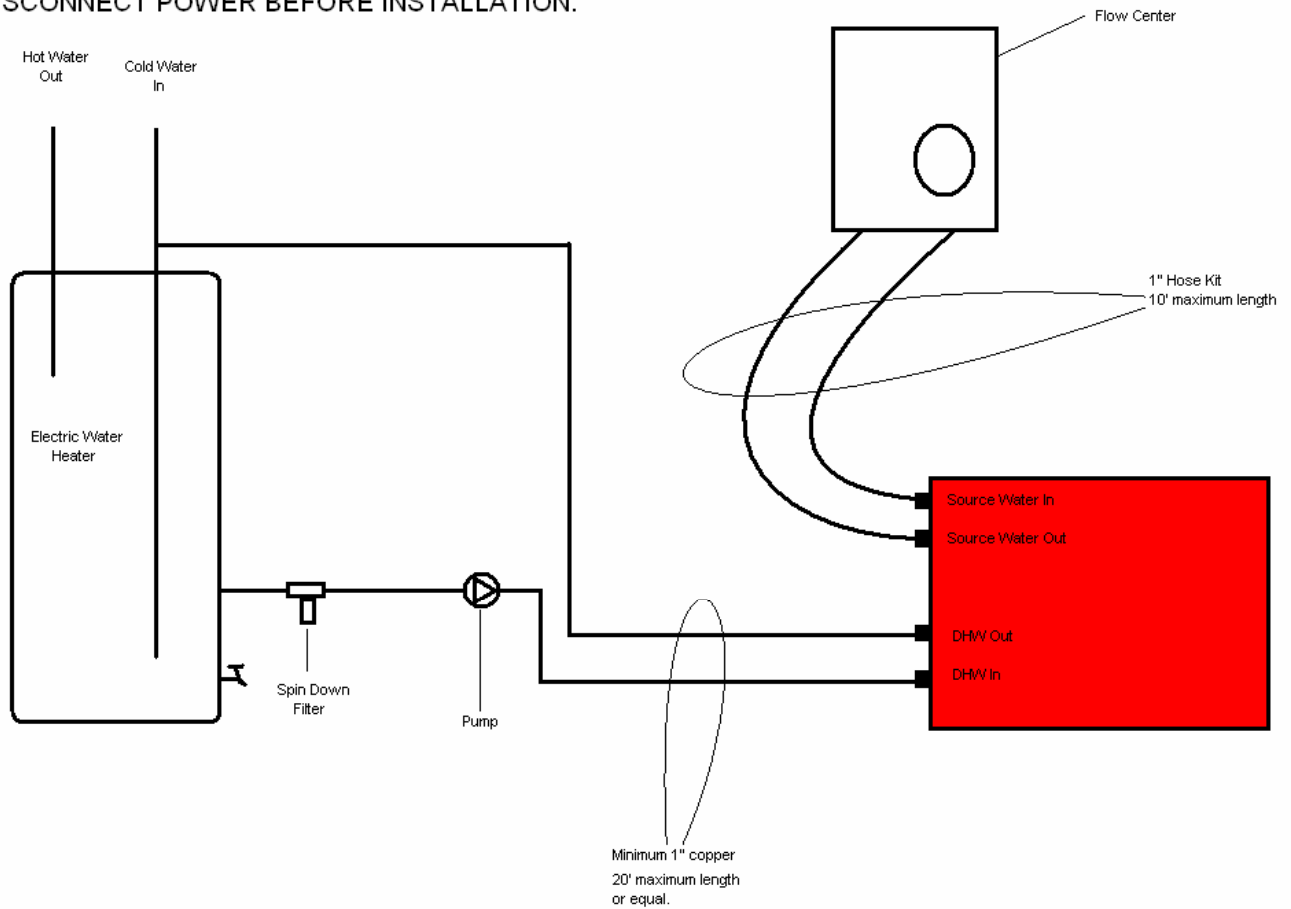 SCONNECT POWER BEFORE INSTALLATION.
Flow Center
Hot Water
Out
Cold Water
In
1" Hose Kit
10' maximum length
Electric Water
Heater
Source Water In
Source Water Out
DHW Out
DHW In
Spin Down
Filter
Pump
Minimum 1" copper
20' maximum length
or equal.